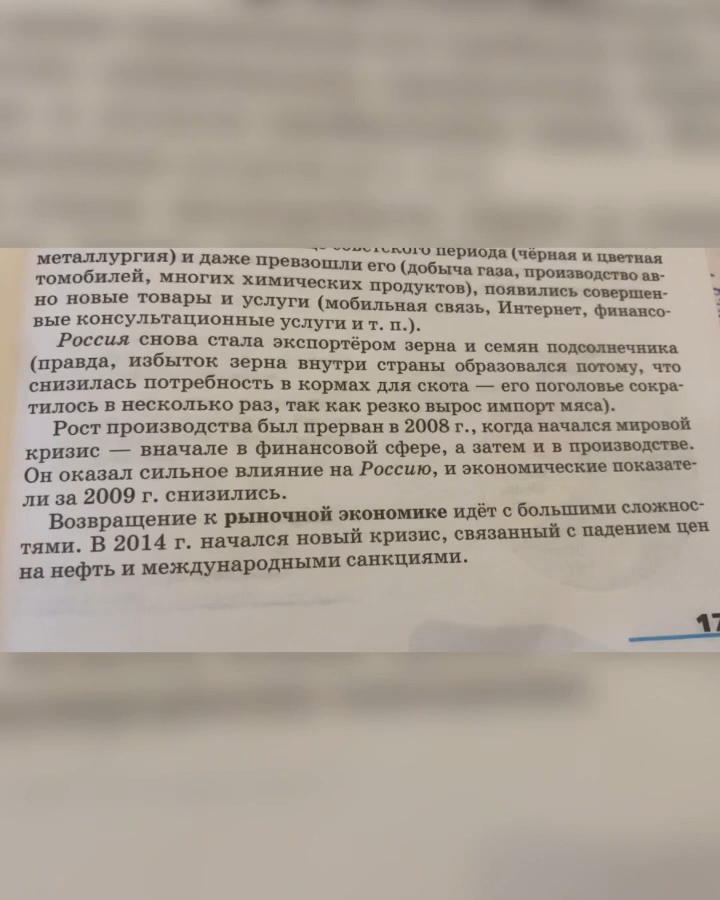 советского периода (чёрная и цветная
металлургия) и даже превзошли его (добыча газа, производство ав-
томобилей, многих химических продуктов), появились совершен-
но новые товары и услуги (мобильная связь, Интернет, финансо-
вые консультационные услуги и т. п.).
Россия снова стала экспортёром зерна и семян подсолнечника
(правда, избыток зерна внутри страны образовался потому, что
снизилась потребность в кормах для скота — его поголовье сокра-
тилось в несколько раз, так как резко вырос импорт мяса).
Рост производства был прерван в 2008 г., когда начался мировой
кризис — вначале в финансовой сфере, а затем и в производстве.
Он оказал сильное влияние на Россию, и экономические показате-
ли за 2009 г. снизились.
Возвращение к рыночной экономике идёт с большими сложнос-
тями. В 2014 г. начался новый кризис, связанный с падением цен
на нефть и международными санкциями.
17